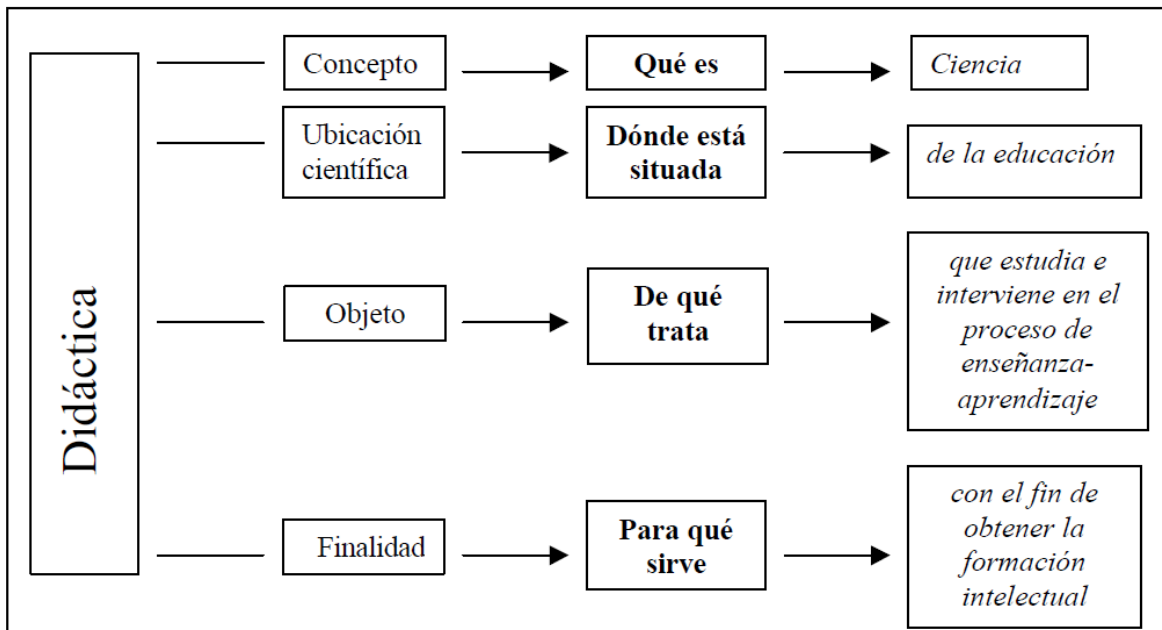 Didáctica
Concepto
Qué es
Ciencia
Ubicación
científica
Dónde está
situada
de la educación
Objeto
De qué
trata
que estudia e
interviene en el
proceso de
enseñanza-
aprendizaje
Finalidad
Para qué
sirve
con el fin de
obtener la
formación
intelectual